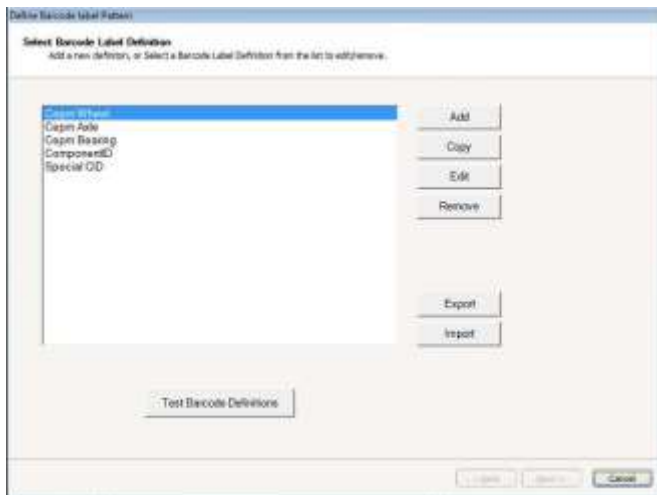 Define Barcode label Pattern
Select Barcode Label Definition
Add a new definiton, or Select a Barcode Label Definition from the list to edit/remove.
Capm Wheel
Capm Axle
Capm Bearing
ComponentID
Special CID
Add
Copy
Edit
Remove
Export
Import
Test Barcode Definitions
Cancel